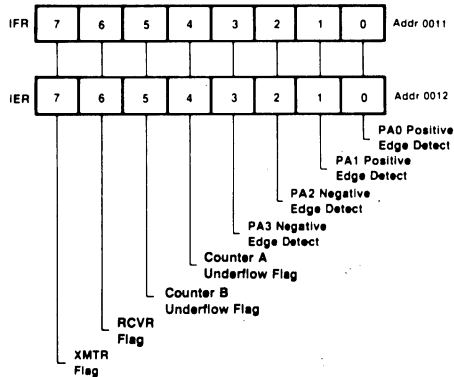 IFR 7 6 5 4 3 2 1 0 Addr 0011
IER 7 6 5 4 3 2 1 0 Addr 0012
PA0 Positive
Edge Detect
PA1 Positive
Edge Detect
PA2 Negative
Edge Detect
PA3 Negative
Edge Detect
Counter A
Underflow Flag
Counter B
Underflow Flag
RCVR
Flag
XMTR
Flag